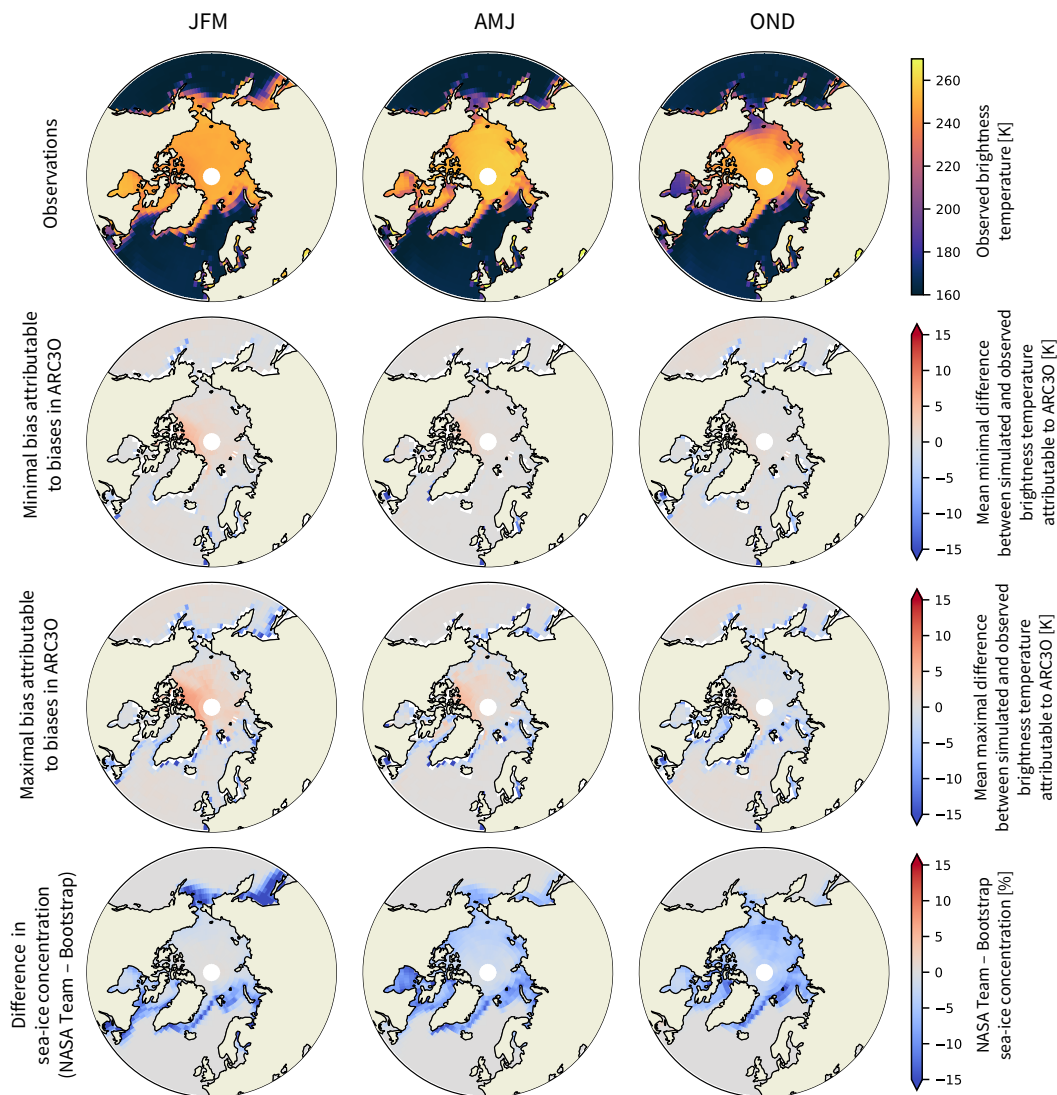 JFM
AMJ
OND
Observations
260
240
220
200
180
160
Observed brightness
temperature [K]
Minimal bias attributable
to biases in ARC3O
15
10
5
0
−5
−10
−15
Mean minimal difference
between simulated and observed
brightness temperature
attributable to ARC3O [K]
Maximal bias attributable
to biases in ARC3O
15
10
5
0
−5
−10
−15
Mean maximal difference
between simulated and observed
brightness temperature
attributable to ARC3O [K]
Difference in
sea-ice concentration
(NASA Team – Bootstrap)
15
10
5
0
−5
−10
−15
NASA Team – Bootstrap
sea-ice concentration [%]